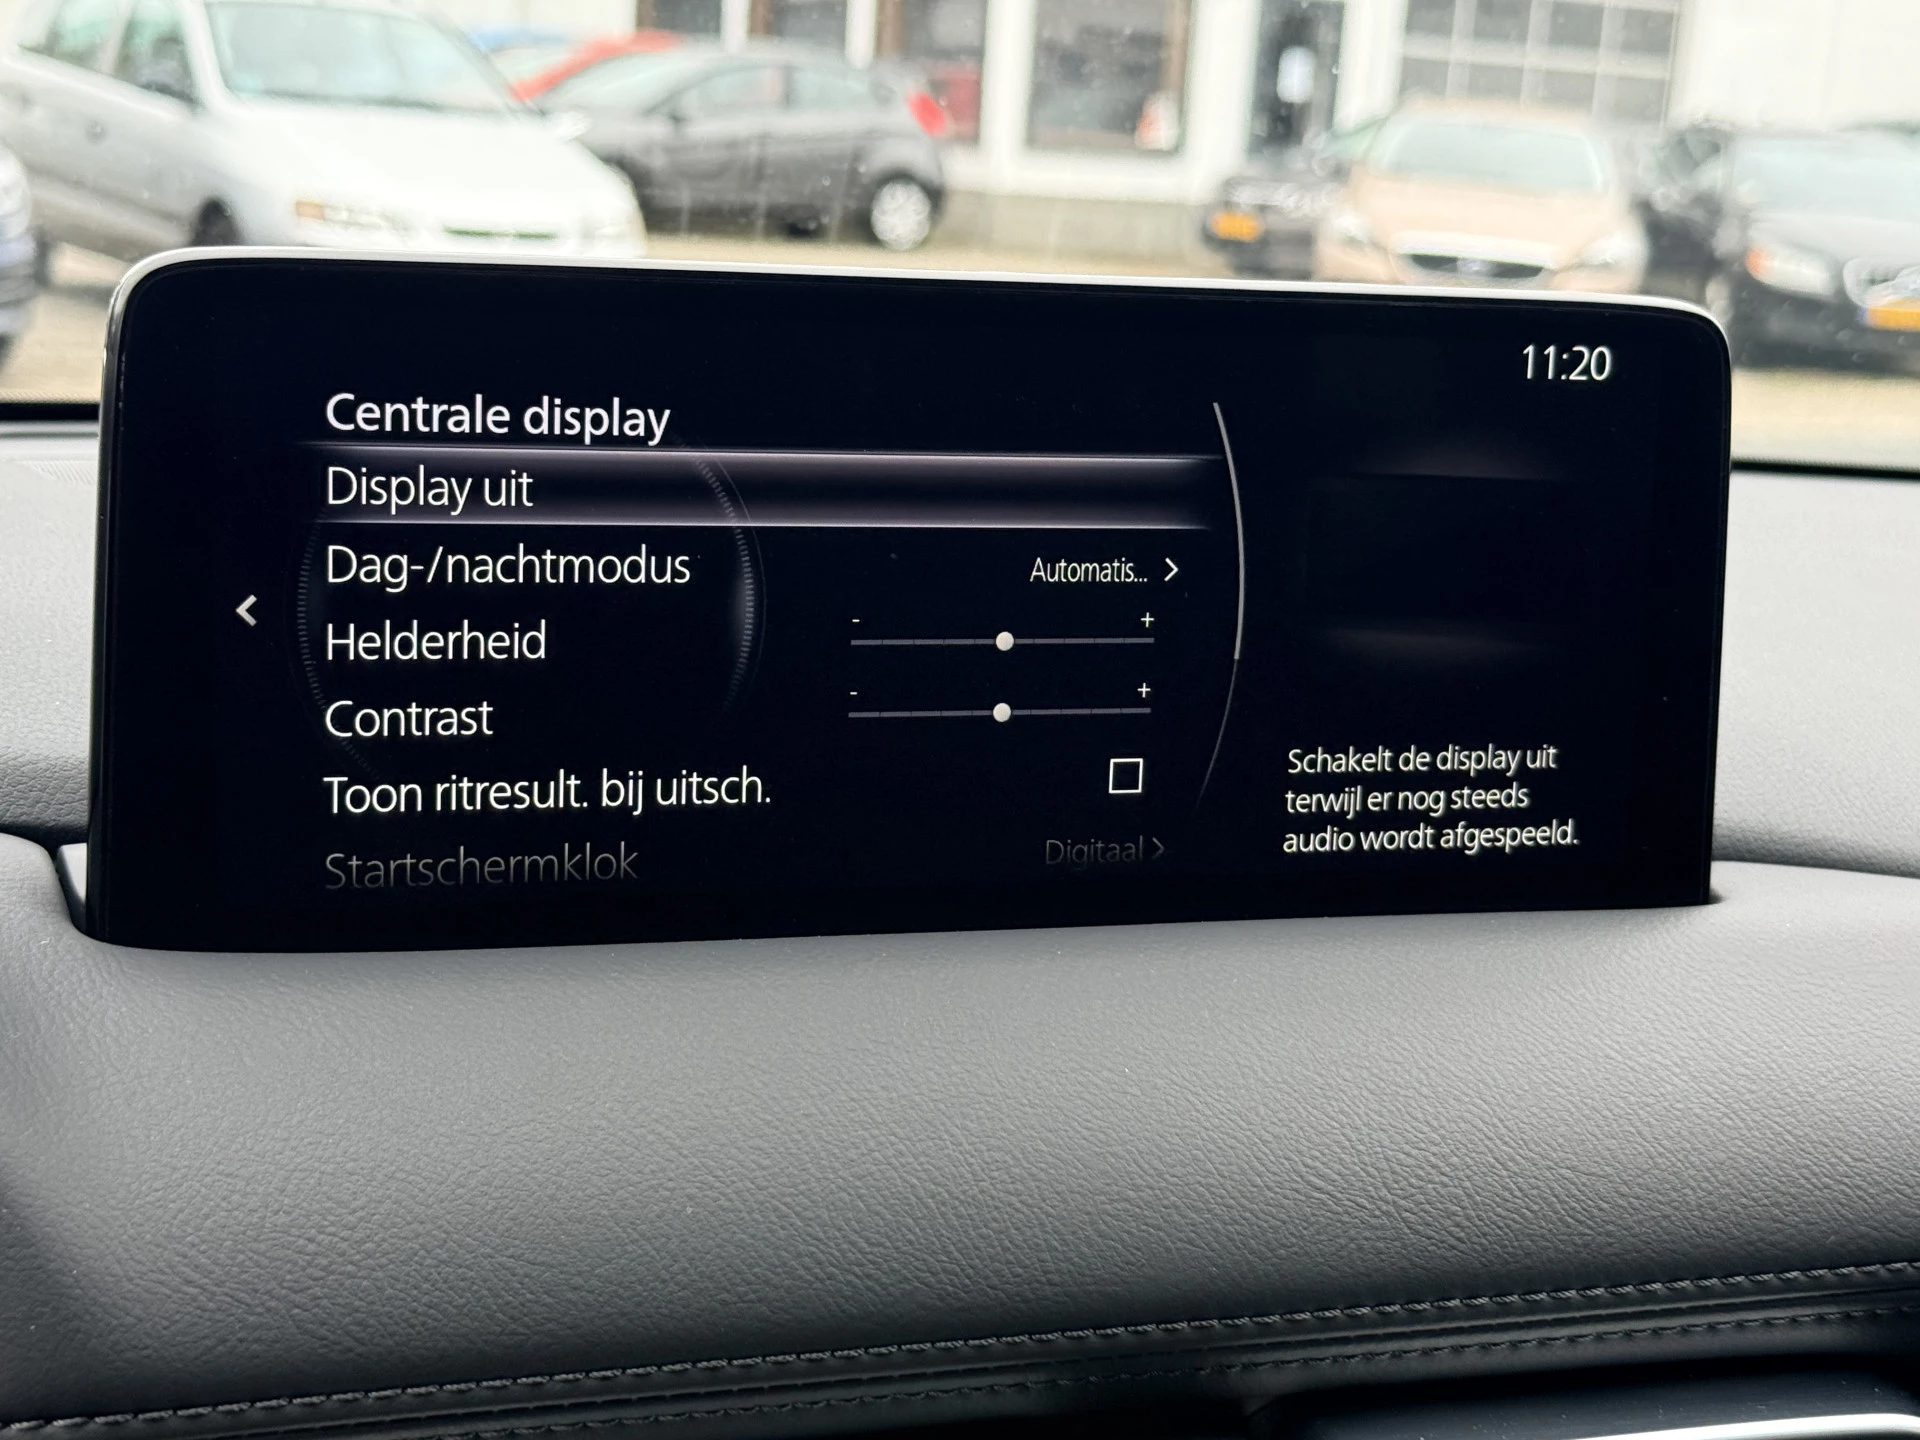 11:20
Centrale display
Display uit
Dag-/nachtmodus Automatis...
Helderheid - +
Contrast - +
Toon ritresult. bij uitsch.
Startschermklok Digitaal
Schakelt de display uit
terwijl er nog steeds
audio wordt afgespeeld.